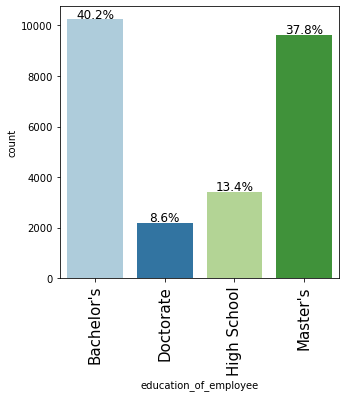 40.2%
37.8%
13.4%
8.6%
10000
8000
6000
4000
2000
0
count
Bachelor's
Doctorate
High School
Master's
education_of_employee